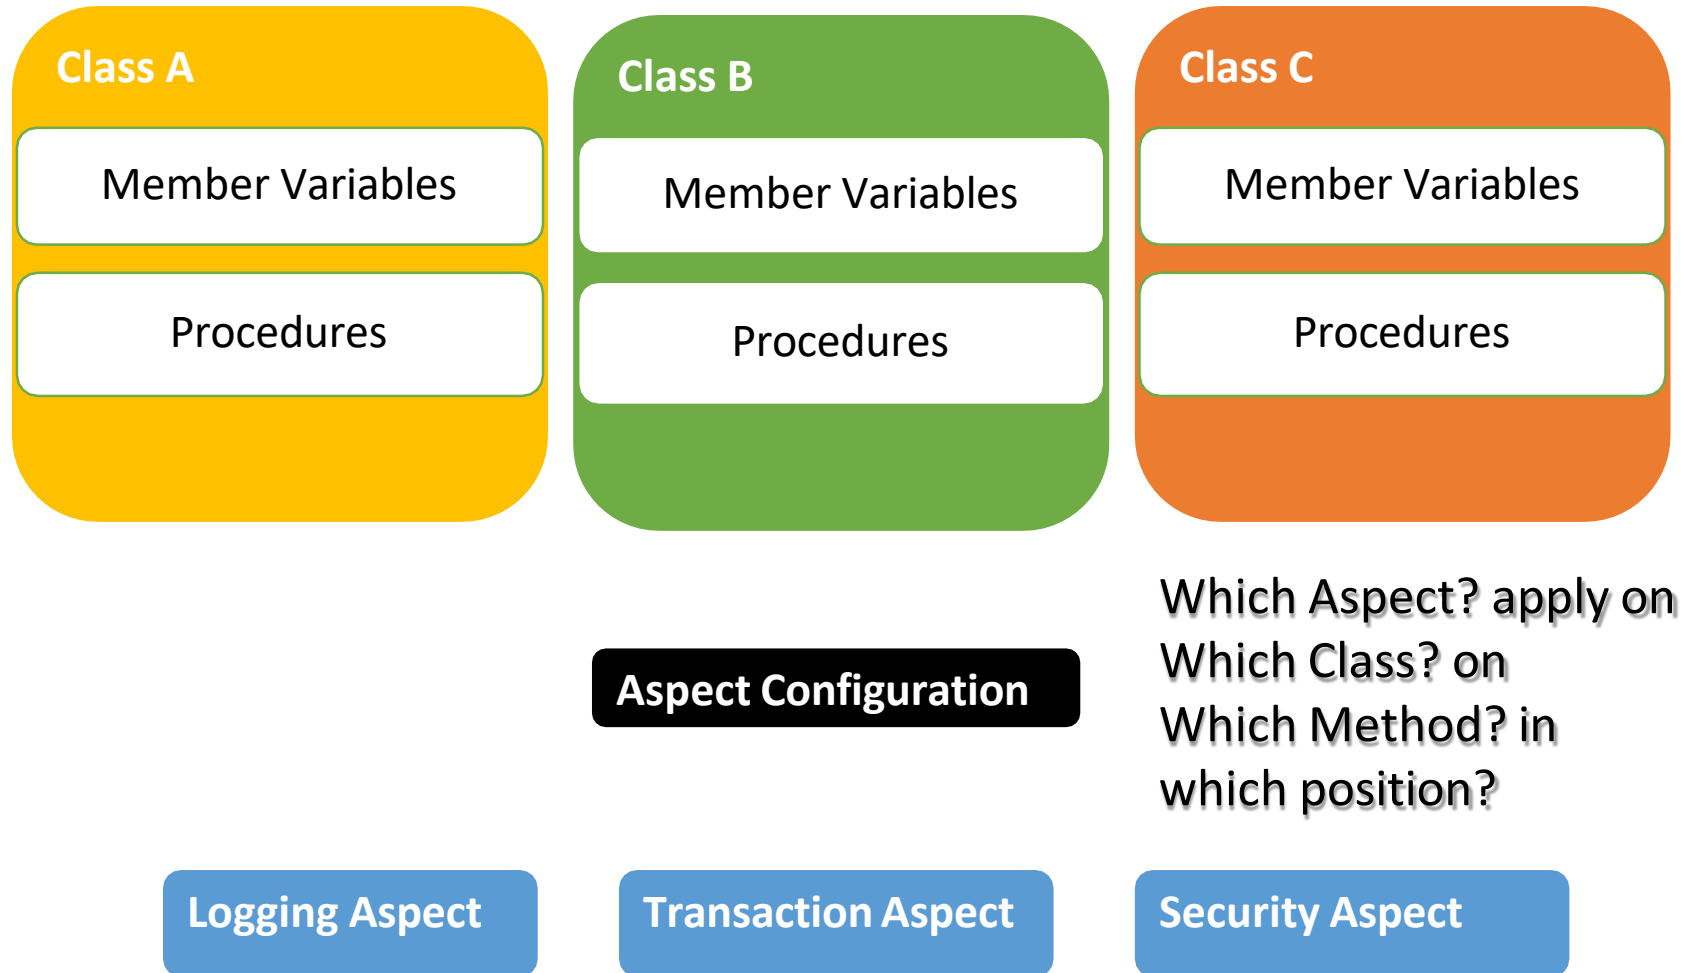 Class A
Member Variables
Procedures
Class B
Member Variables
Procedures
Class C
Member Variables
Procedures
Aspect Configuration
Which Aspect? apply on
Which Class? on
Which Method? in
which position?
Logging Aspect
Transaction Aspect
Security Aspect